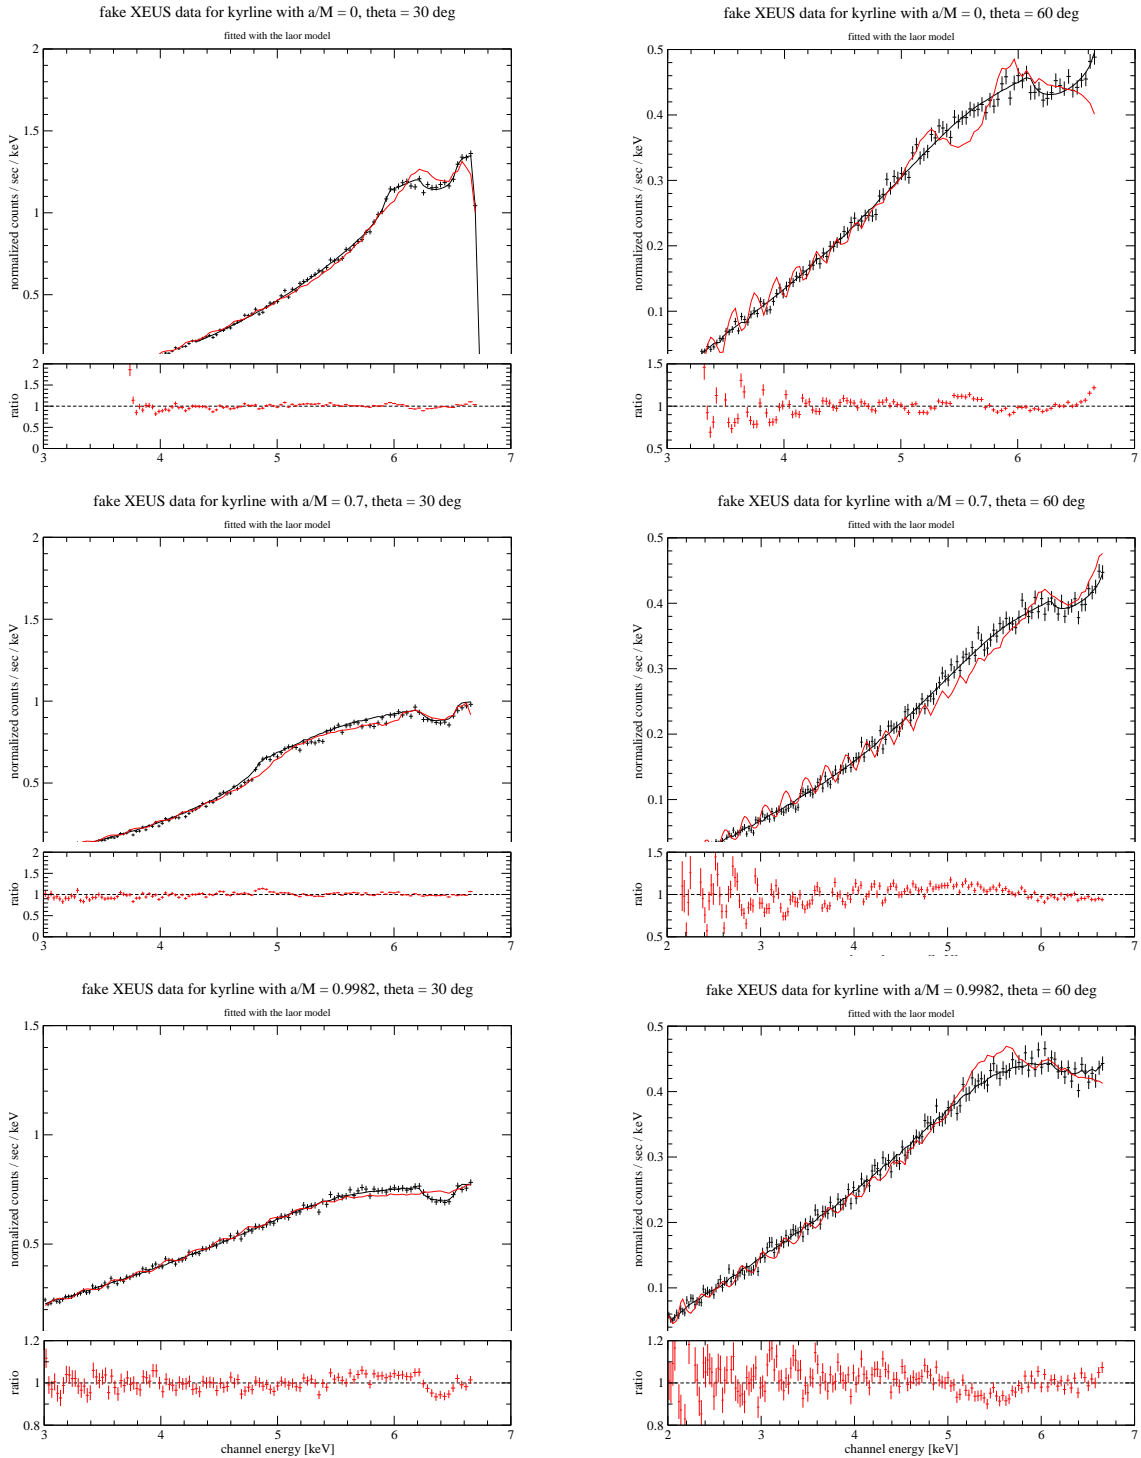 fake XEUS data for kyrline with a/M = 0, theta = 30 deg
fitted with the laor model
2
1.5
1
0.5
normalized counts / sec / keV
2
1.5
1
0.5
0
ratio
3 4 5 6 7
fake XEUS data for kyrline with a/M = 0, theta = 60 deg
fitted with the laor model
0.5
0.4
0.3
0.2
0.1
normalized counts / sec / keV
1.5
1
0.5
ratio
3 4 5 6 7
fake XEUS data for kyrline with a/M = 0.7, theta = 30 deg
fitted with the laor model
2
1.5
1
0.5
normalized counts / sec / keV
2
1.5
1
0.5
0
ratio
3 4 5 6 7
fake XEUS data for kyrline with a/M = 0.7, theta = 60 deg
fitted with the laor model
0.5
0.4
0.3
0.2
0.1
normalized counts / sec / keV
1.5
1
0.5
ratio
2 3 4 5 6 7
fake XEUS data for kyrline with a/M = 0.9982, theta = 30 deg
fitted with the laor model
1.5
1
0.5
normalized counts / sec / keV
1.2
1
0.8
ratio
3 4 5 6 7
channel energy [keV]
fake XEUS data for kyrline with a/M = 0.9982, theta = 60 deg
fitted with the laor model
0.5
0.4
0.3
0.2
0.1
normalized counts / sec / keV
1.2
1
0.8
ratio
2 3 4 5 6 7
channel energy [keV]